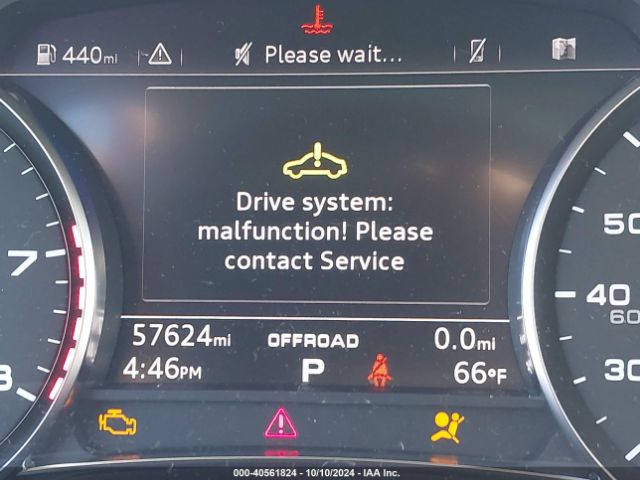 440mi
Please wait...
Drive system:
malfunction! Please
contact Service
7
8
50
40
60
30
57624mi OFFROAD 0.0mi
4:46PM P 66°F
000-40561824 - 10/10/2024 - IAA Inc.